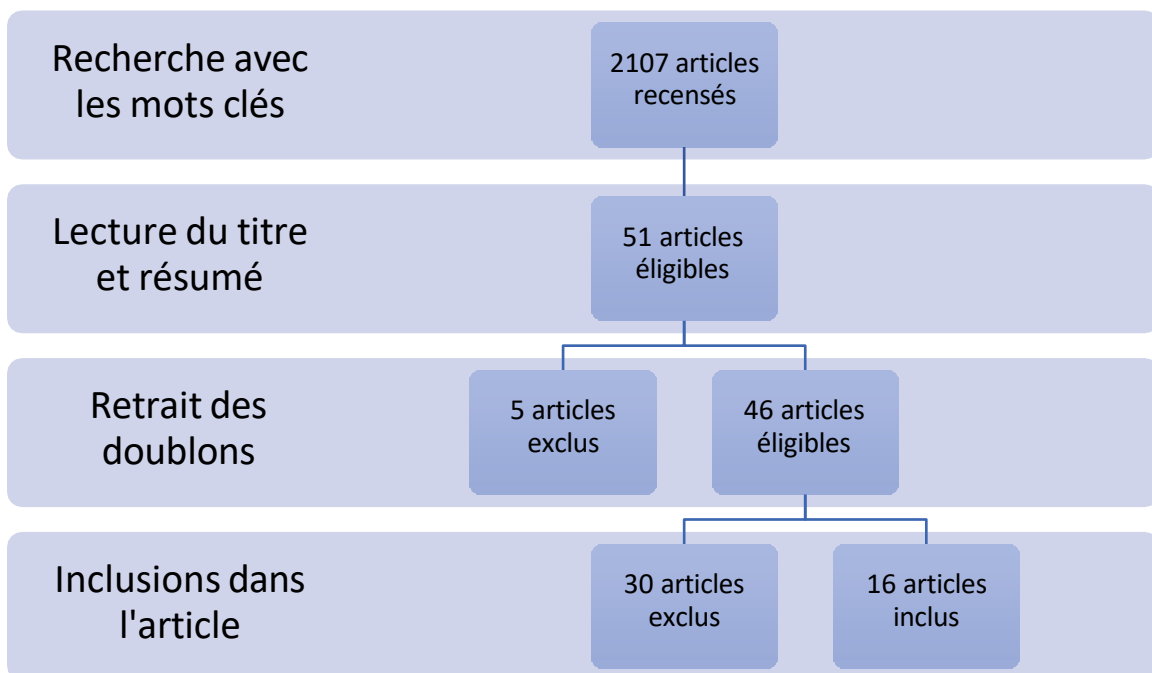 Recherche avec
les mots clés
2107 articles
recensés
Lecture du titre
et résumé
51 articles
éligibles
Retrait des
doublons
5 articles
exclus
46 articles
éligibles
Inclusions dans
l'article
30 articles
exclus
16 articles
inclus